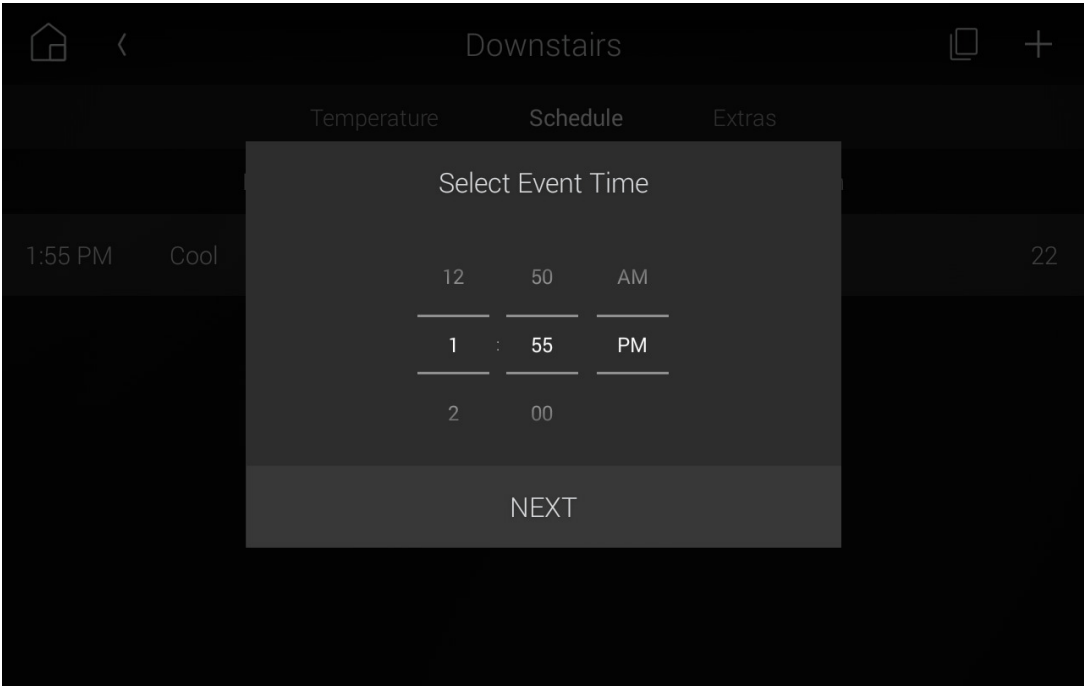 Downstairs
Temperature Schedule Extras
Select Event Time
1:55 PM Cool 22
12 50 AM
1 : 55 PM
2 00
NEXT